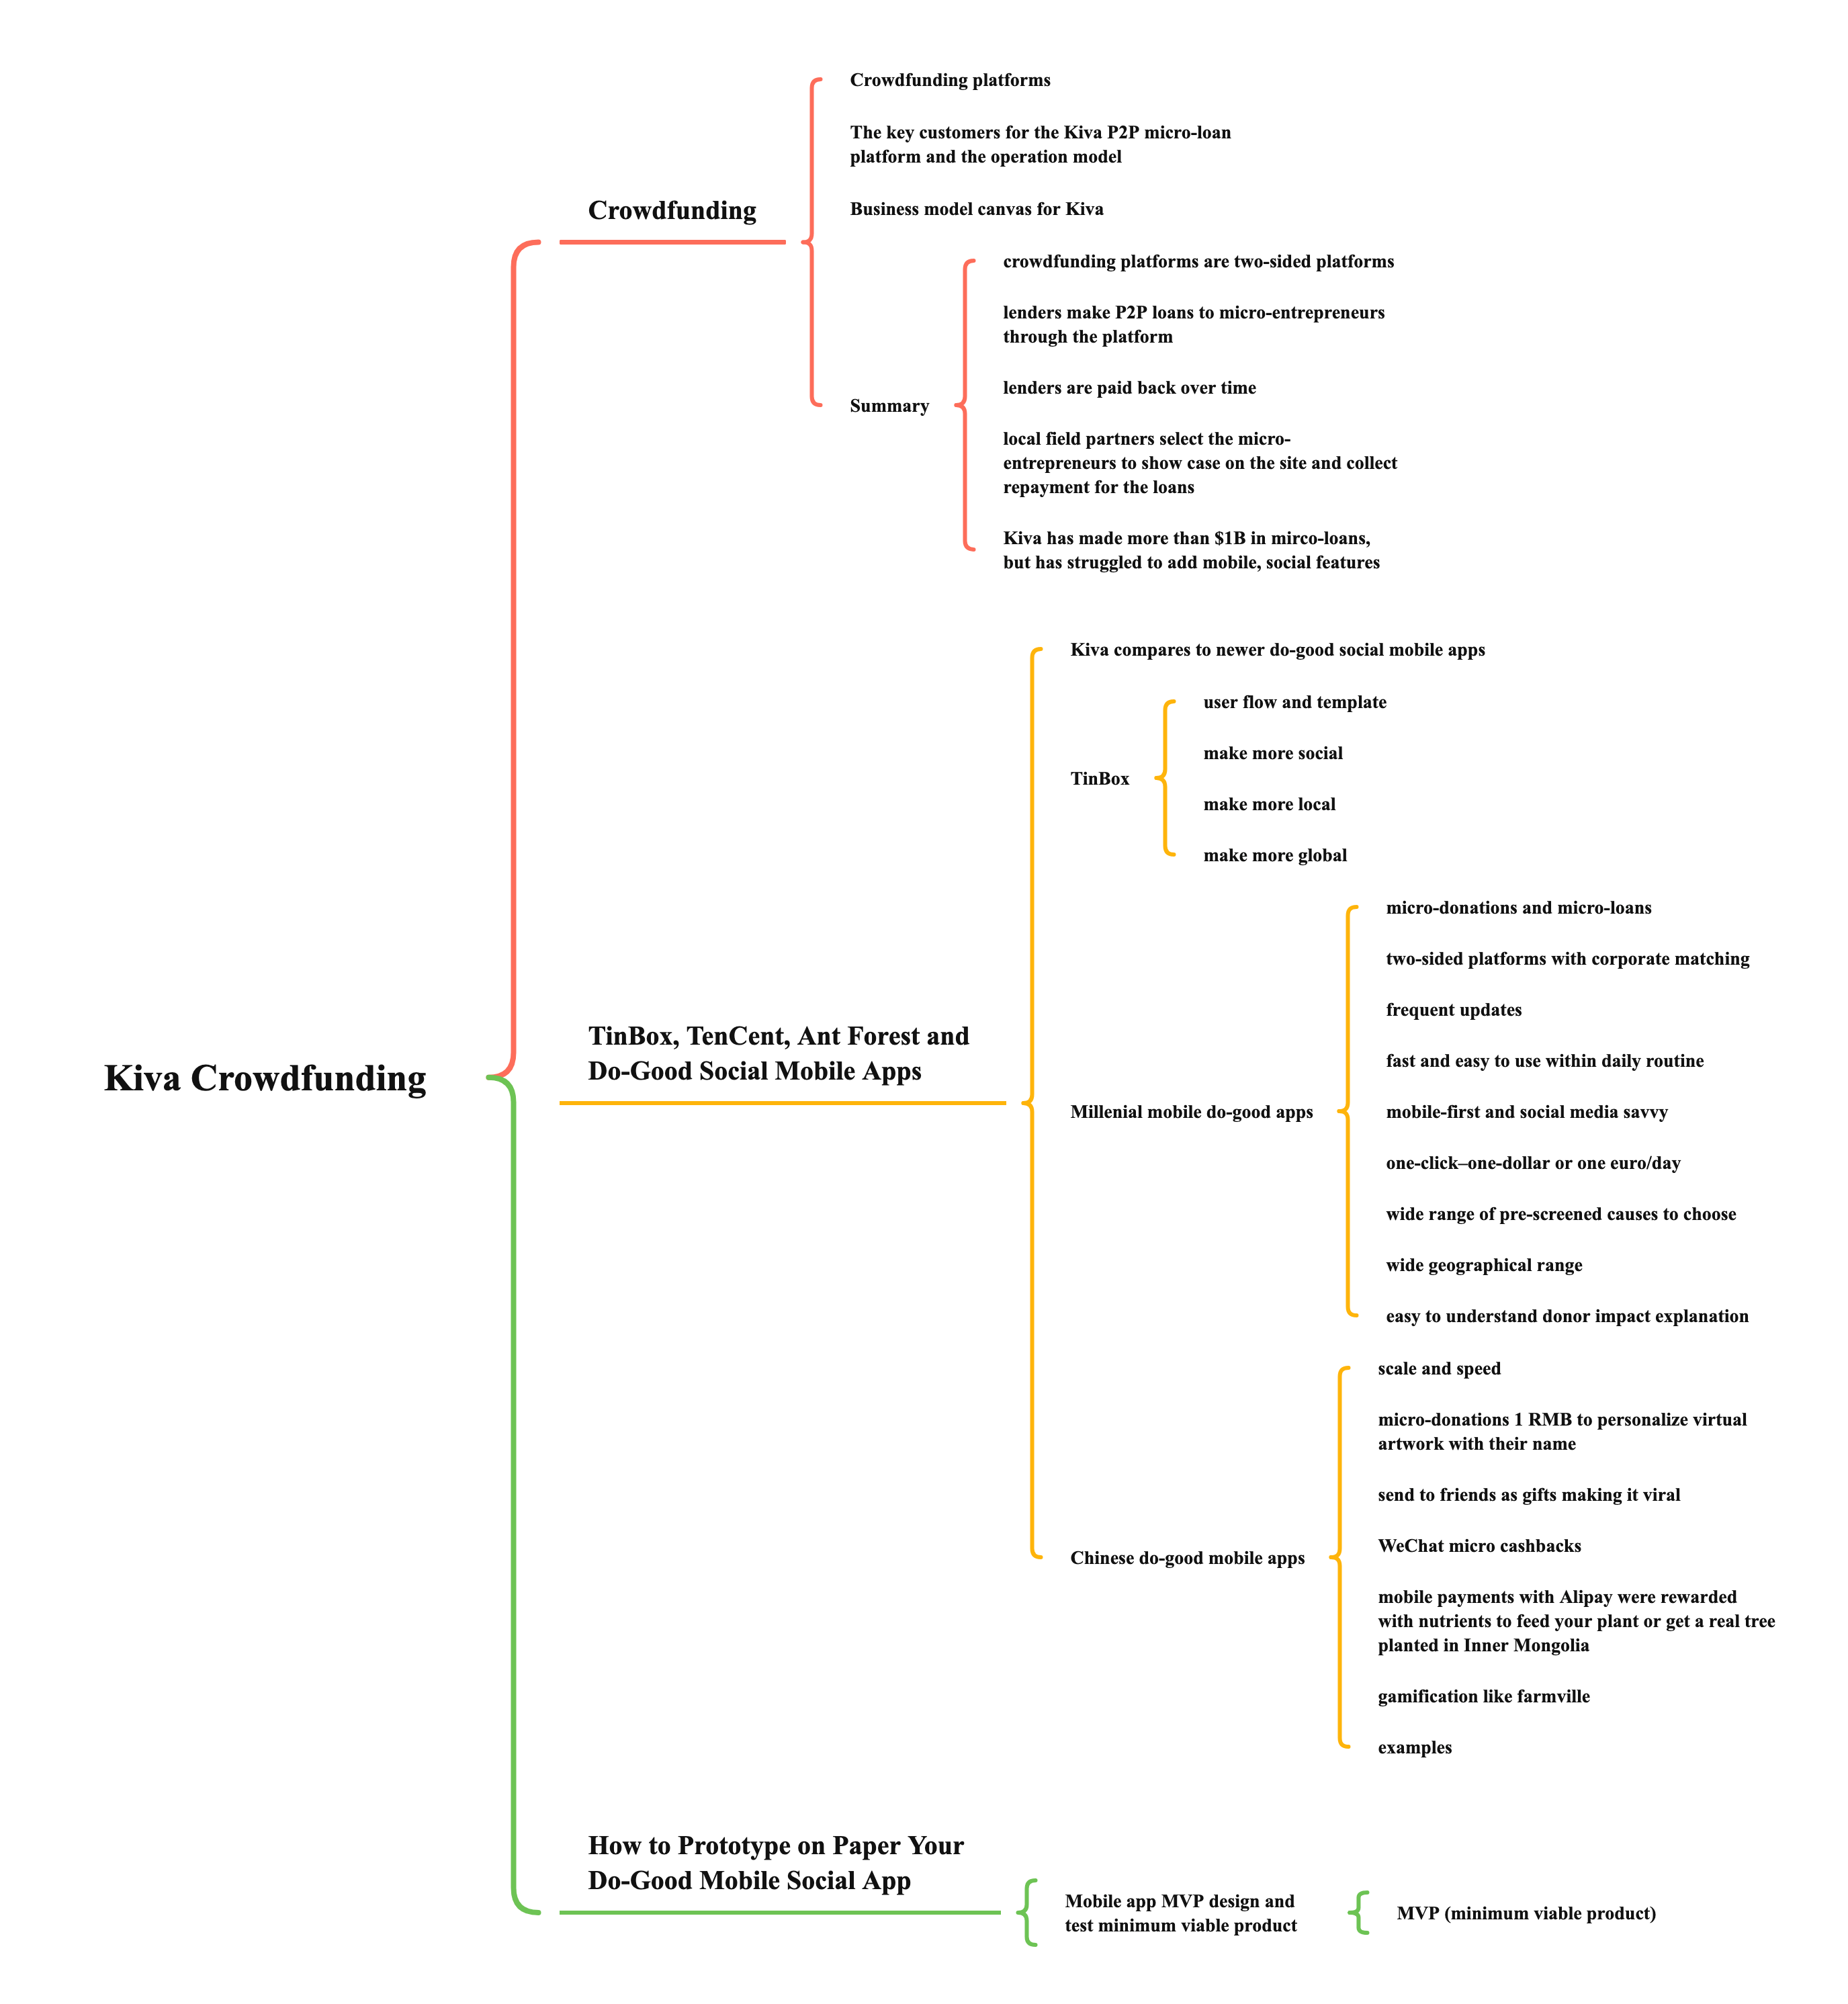 Crowdfunding platforms
The key customers for the Kiva P2P micro-loan
platform and the operation model
Crowdfunding
Business model canvas for Kiva
crowdfunding platforms are two-sided platforms
lenders make P2P loans to micro-entrepreneurs
through the platform
lenders are paid back over time
Summary
local field partners select the micro-
entrepreneurs to show case on the site and collect
repayment for the loans
Kiva has made more than $1B in mirco-loans,
but has struggled to add mobile, social features
Kiva compares to newer do-good social mobile apps
user flow and template
make more social
TinBox
make more local
make more global
micro-donations and micro-loans
two-sided platforms with corporate matching
frequent updates
TinBox, TenCent, Ant Forest and
Do-Good Social Mobile Apps
fast and easy to use within daily routine
Kiva Crowdfunding
Millenial mobile do-good apps
mobile-first and social media savvy
one-click–one-dollar or one euro/day
wide range of pre-screened causes to choose
wide geographical range
easy to understand donor impact explanation
scale and speed
micro-donations 1 RMB to personalize virtual
artwork with their name
send to friends as gifts making it viral
WeChat micro cashbacks
Chinese do-good mobile apps
mobile payments with Alipay were rewarded
with nutrients to feed your plant or get a real tree
planted in Inner Mongolia
gamification like farmville
examples
How to Prototype on Paper Your
Do-Good Mobile Social App
Mobile app MVP design and
test minimum viable product
MVP (minimum viable product)